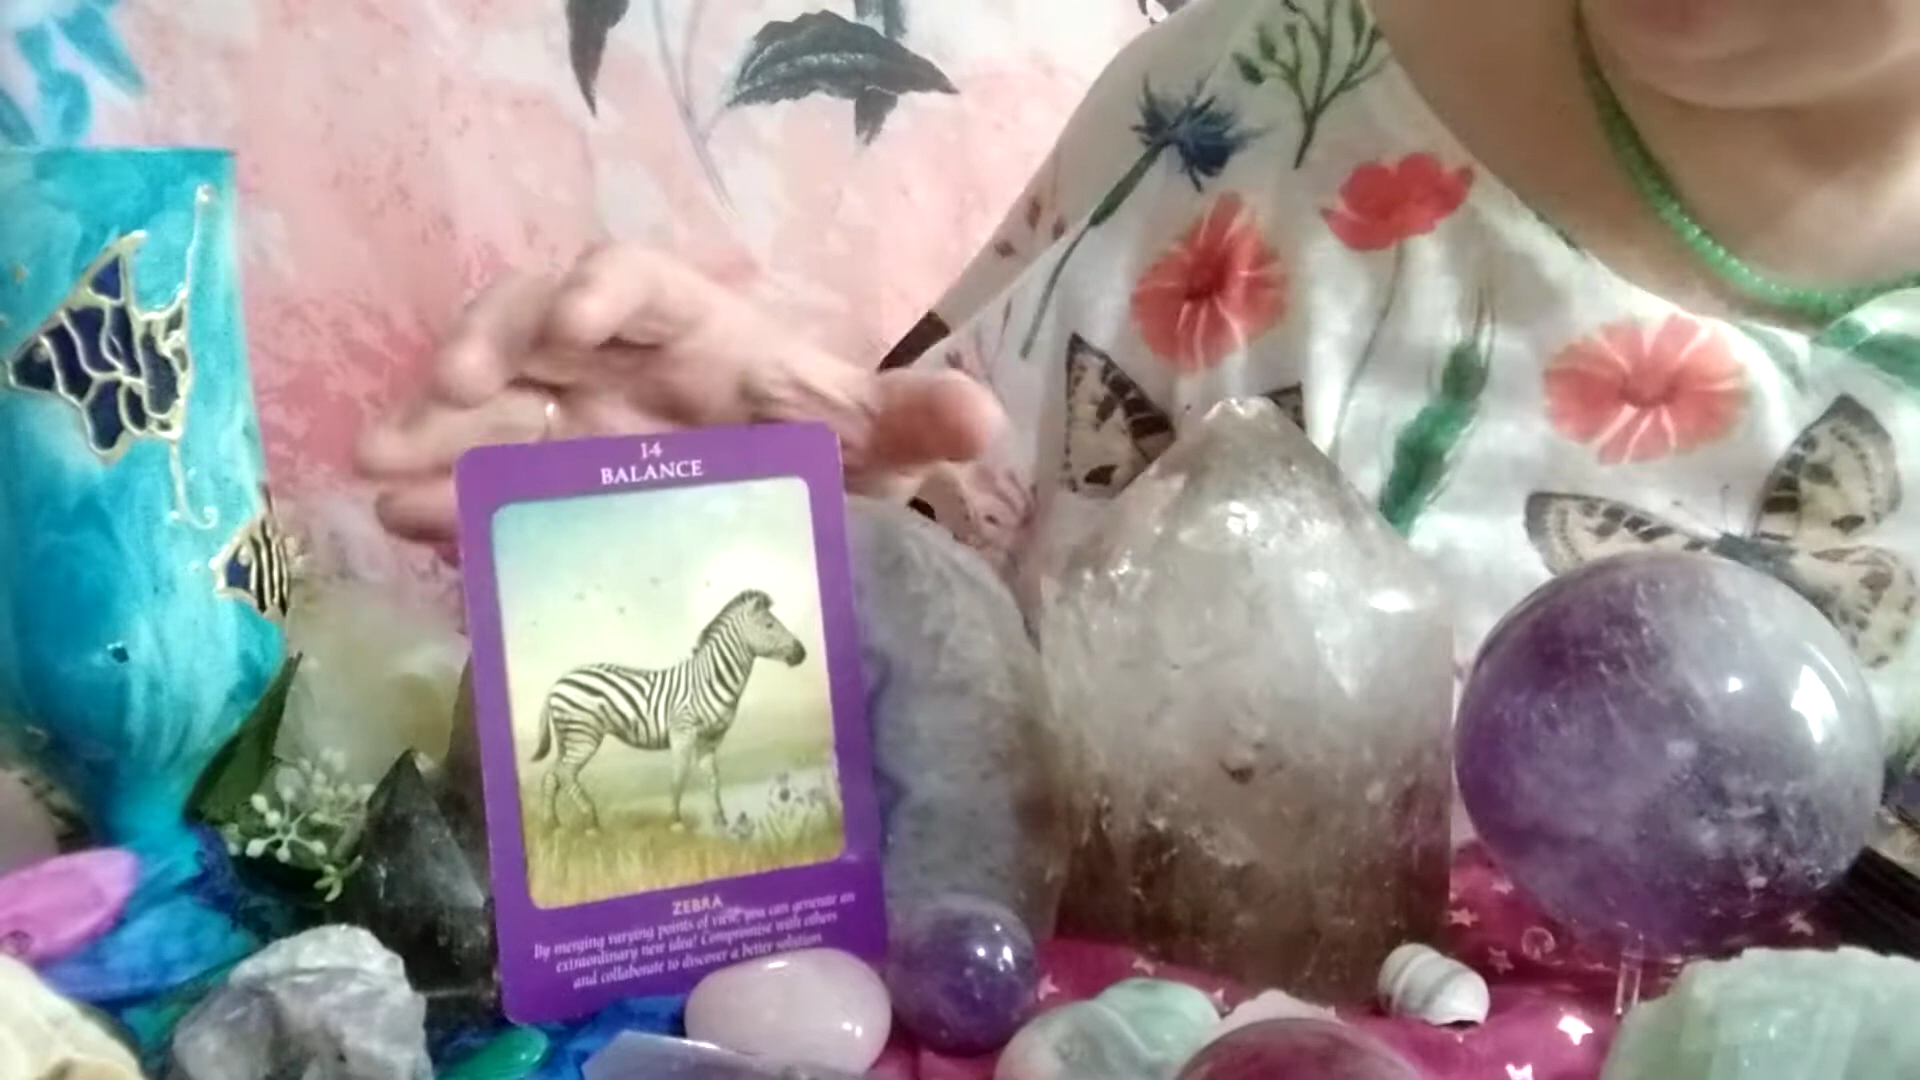 14
BALANCE
ZEBRA
By merging varying points of view, you can generate an
extraordinary new idea! Compromise with others
and collaborate to discover a better solution.